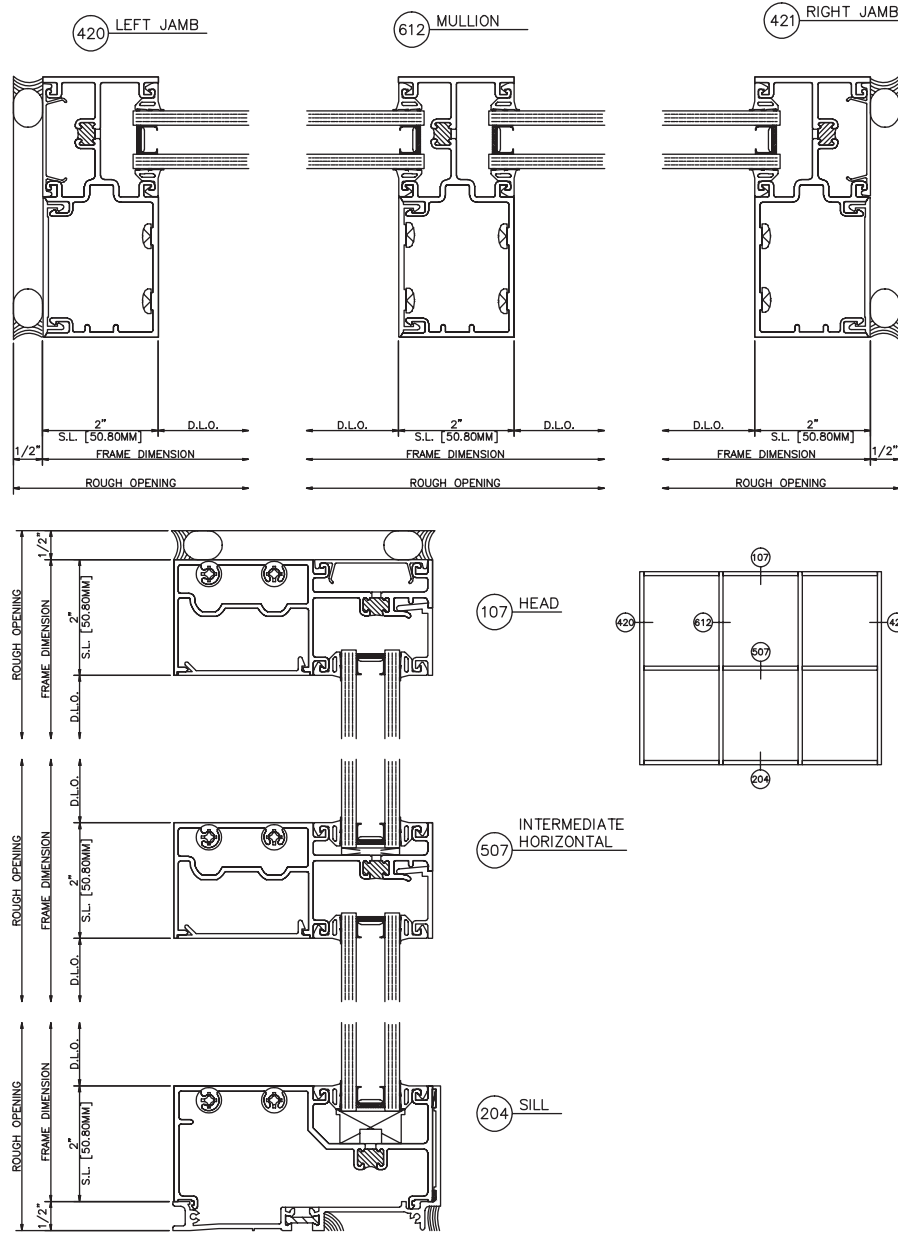 420 LEFT JAMB
612 MULLION
421 RIGHT JAMB
2"
D.L.O.
S.L. [50.80MM]
1/2"
FRAME DIMENSION
ROUGH OPENING
D.L.O.
2"
D.L.O.
S.L. [50.80MM]
FRAME DIMENSION
ROUGH OPENING
D.L.O.
2"
S.L. [50.80MM]
FRAME DIMENSION
1/2"
ROUGH OPENING
ROUGH OPENING
1/2"
FRAME DIMENSION
2"
S.L. [50.80MM]
D.L.O.
107 HEAD
ROUGH OPENING
FRAME DIMENSION
D.L.O.
2"
S.L. [50.80MM]
D.L.O.
507 INTERMEDIATE
HORIZONTAL
ROUGH OPENING
FRAME DIMENSION
1/2"
D.L.O.
2"
S.L. [50.80MM]
204 SILL
107
420
612
42
507
204